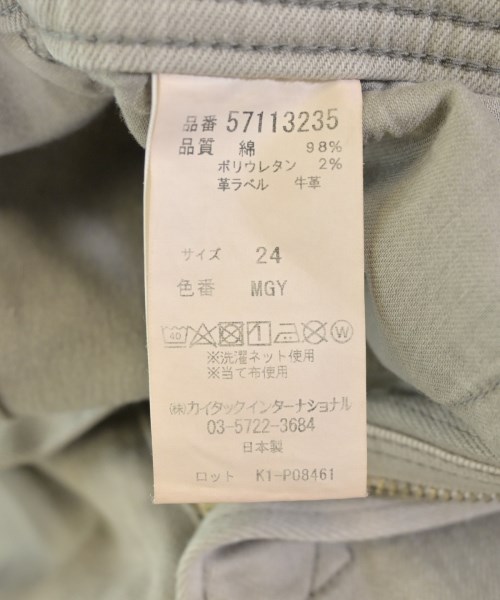 品番 57113235
品質 綿 98%
ポリウレタン 2%
革ラベル 牛革
サイズ 24
色番 MGY
40 W
※洗濯ネット使用
※当て布使用
㈱カイタックインターナショナル
03-5722-3684
日本製
ロット K1-P08461